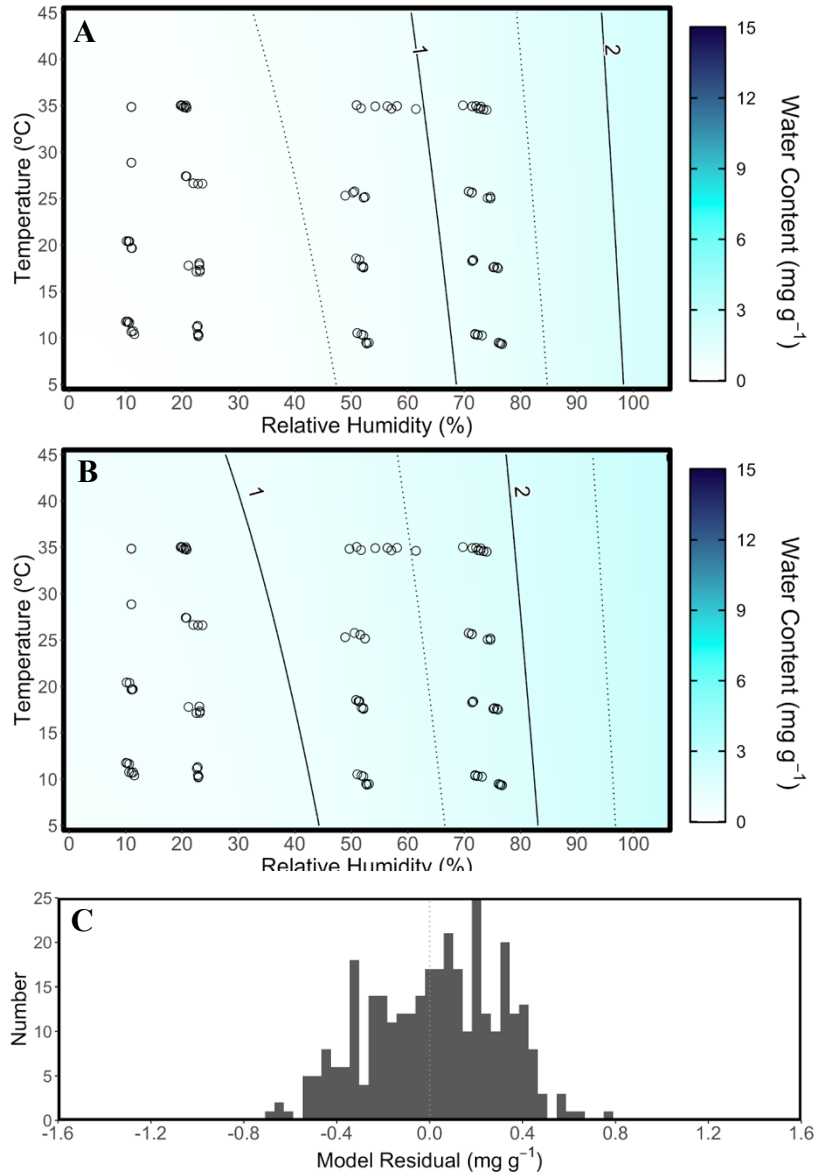 A
45
40
35
30
25
20
15
10
5
Temperature (ºC)
1
2
0 10 20 30 40 50 60 70 80 90 100
Relative Humidity (%)
15
12
9
6
3
0
Water Content (mg g⁻¹)
B
45
40
35
30
25
20
15
10
5
Temperature (ºC)
1
2
0 10 20 30 40 50 60 70 80 90 100
Relative Humidity (%)
15
12
9
6
3
0
Water Content (mg g⁻¹)
C
25
20
15
10
5
0
Number
-1.6 -1.2 -0.8 -0.4 0.0 0.4 0.8 1.2 1.6
Model Residual (mg g⁻¹)